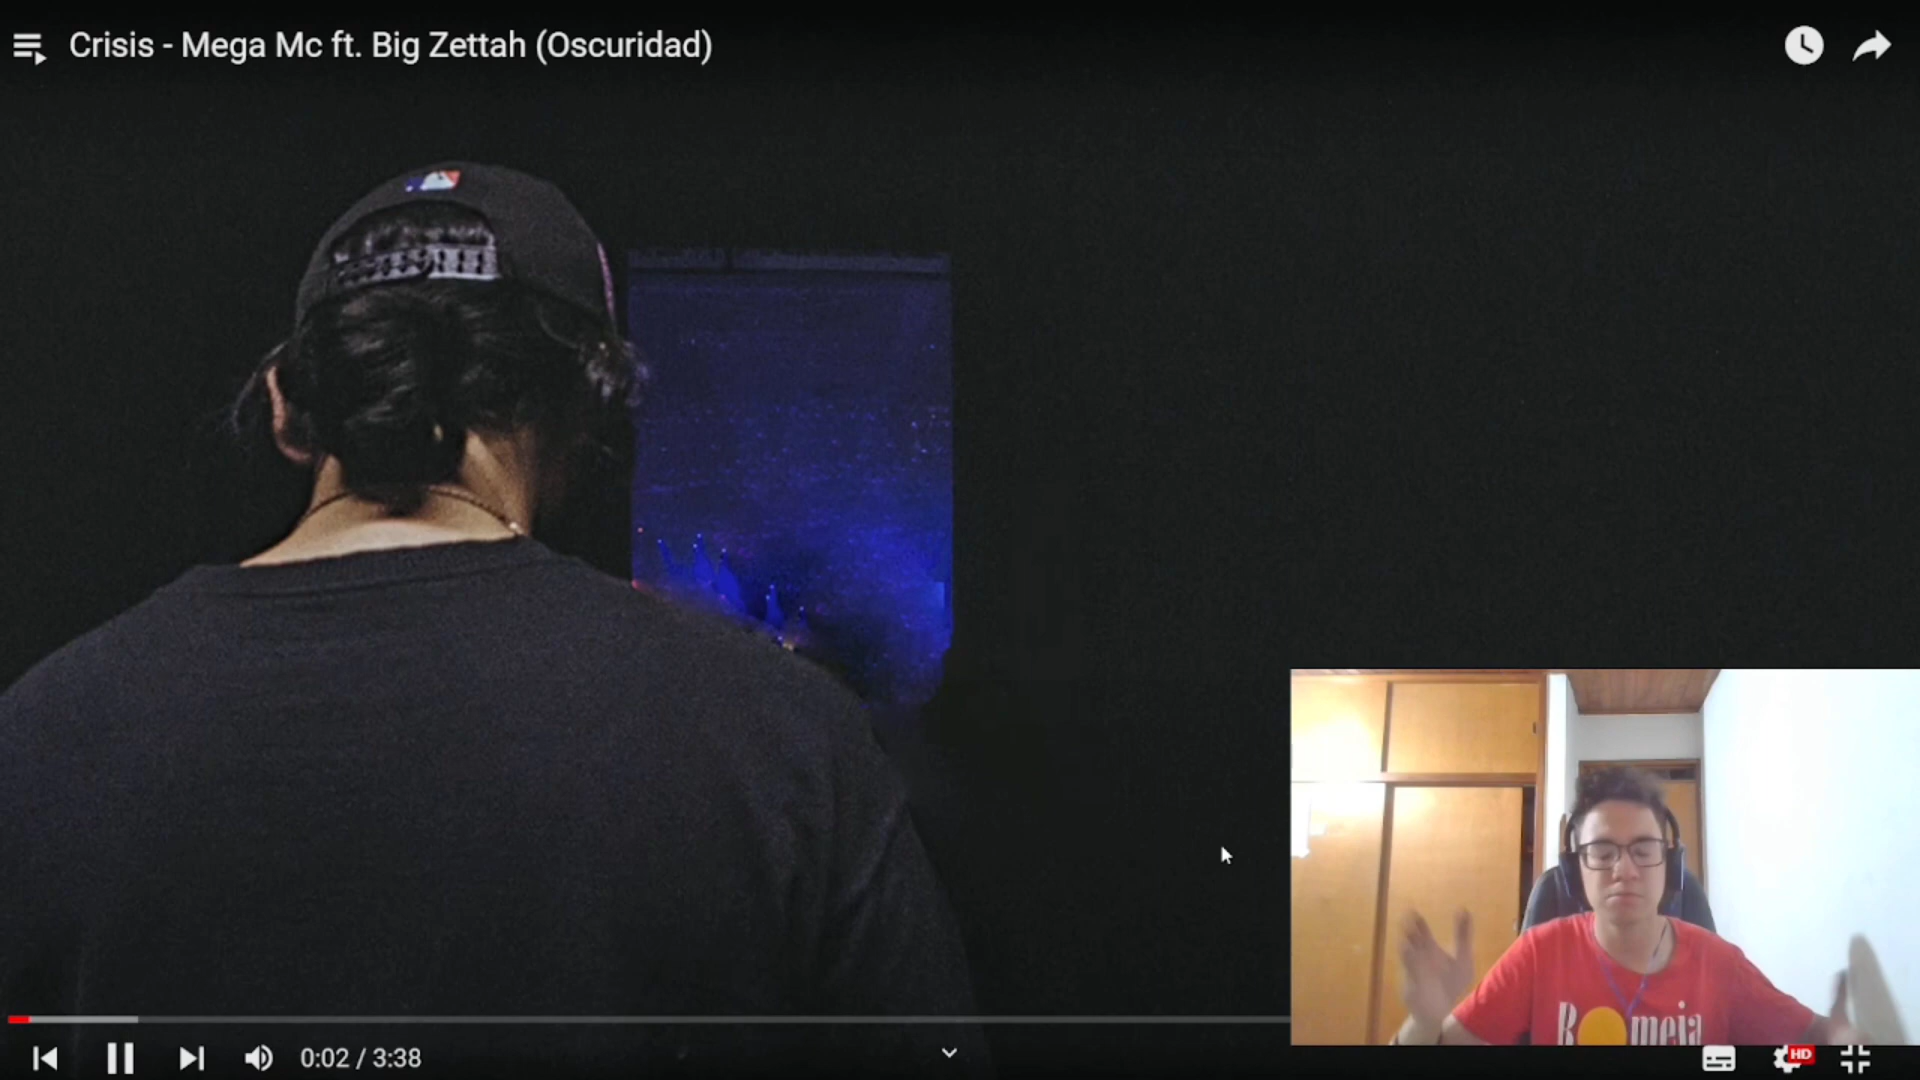 Crisis - Mega Mc ft. Big Zettah (Oscuridad)
0:02 / 3:38
HD